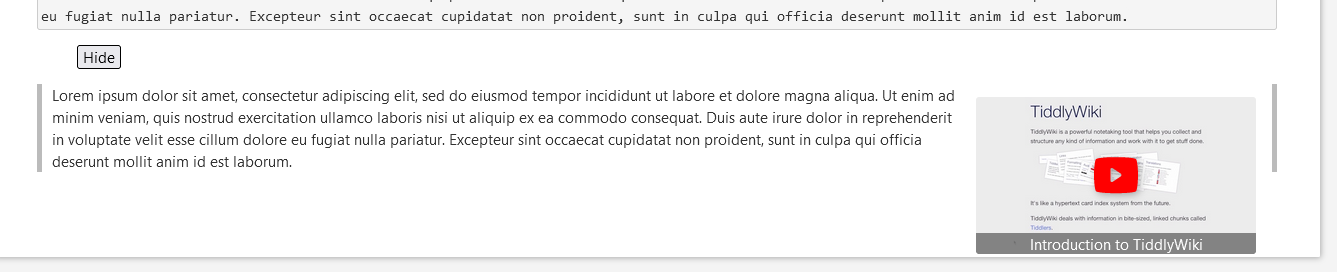 eu fugiat nulla pariatur. Excepteur sint occaecat cupidatat non proident, sunt in culpa qui officia deserunt mollit anim id est laborum.
Hide
Lorem ipsum dolor sit amet, consectetur adipiscing elit, sed do eiusmod tempor incididunt ut labore et dolore magna aliqua. Ut enim ad
minim veniam, quis nostrud exercitation ullamco laboris nisi ut aliquip ex ea commodo consequat. Duis aute irure dolor in reprehenderit
in voluptate velit esse cillum dolore eu fugiat nulla pariatur. Excepteur sint occaecat cupidatat non proident, sunt in culpa qui officia
deserunt mollit anim id est laborum.
TiddlyWiki
TiddlyWiki is a powerful notetaking tool that helps you collect and
structure any kind of information and work with it to get stuff done.
It's like a hypertext card index system from the future.
TiddlyWiki deals with information in bite-sized, linked chunks called
Tiddlers.
Introduction to TiddlyWiki